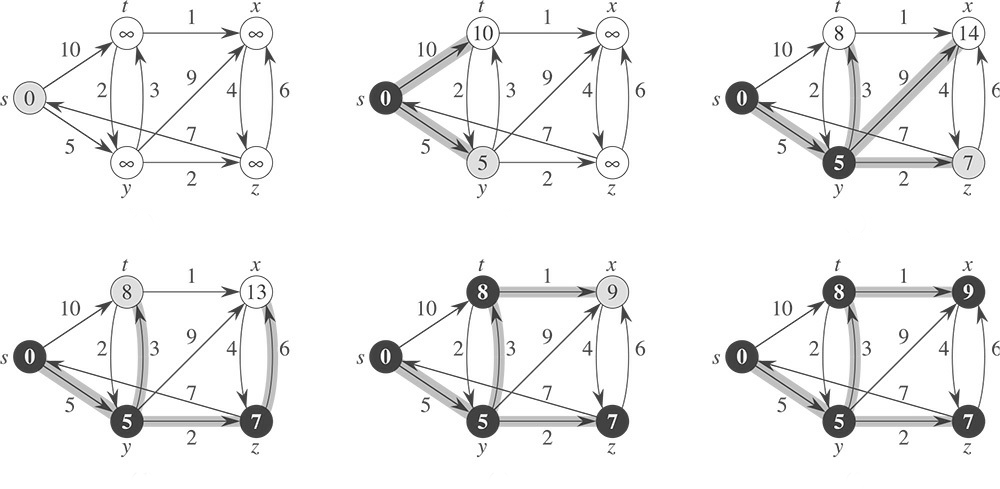 t x t x t x
1 1 1
∞ ∞ 10 ∞ 8 14
10 10 10
9 9 9
s 0 2 3 4 6 s 0 2 3 4 6 s 0 2 3 4 6
7 7 7
5 5 5
∞ ∞ 5 ∞ 5 7
2 2 2
y z y z y z
t x t x t x
1 1 1
8 13 8 9 8 9
10 10 10
9 9 9
s 0 2 3 4 6 s 0 2 3 4 6 s 0 2 3 4 6
7 7 7
5 5 5
5 7 5 7 5 7
2 2 2
y z y z y z